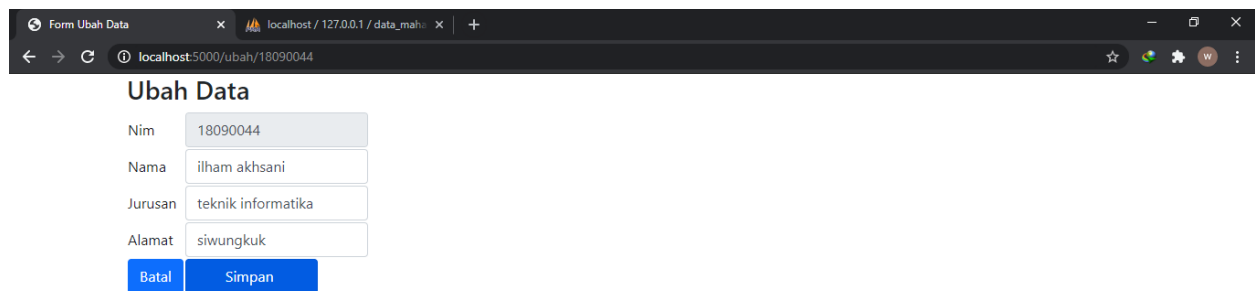 Form Ubah Data
localhost / 127.0.0.1 / data_maha
localhost:5000/ubah/18090044
W
Ubah Data
Nim 18090044
Nama ilham akhsani
Jurusan teknik informatika
Alamat siwungkuk
Batal Simpan